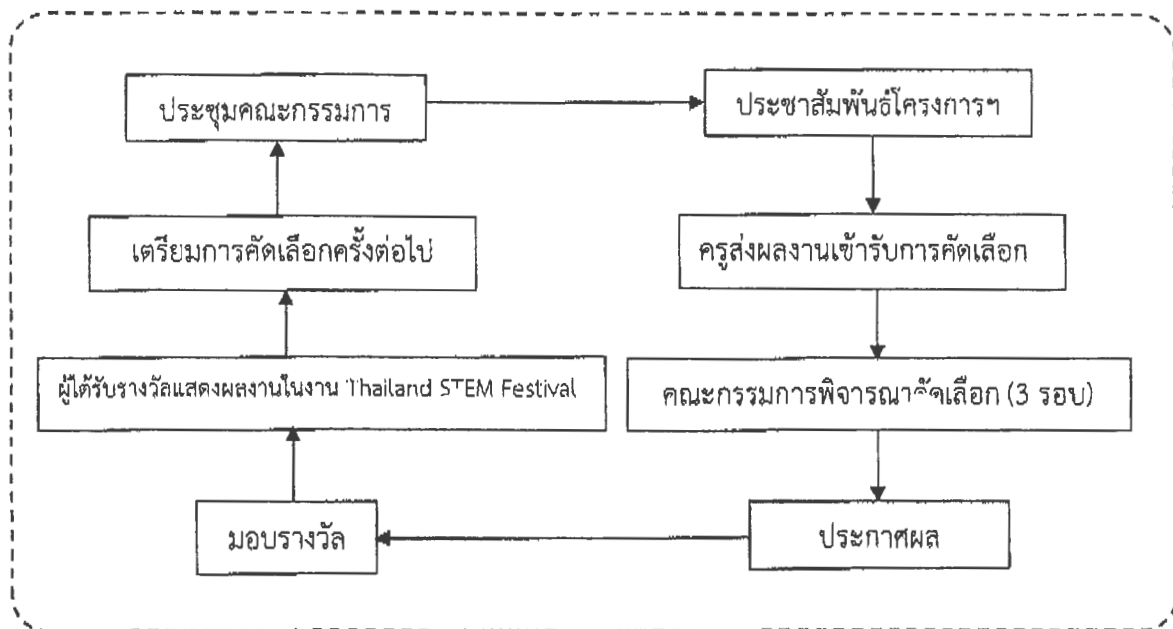 ประชุมคณะกรรมการ
ประชาสัมพันธ์โครงการฯ
เตรียมการคัดเลือกครั้งต่อไป
ครูส่งผลงานเข้ารับการคัดเลือก
ผู้ได้รับรางวัลแสดงผลงานในงาน Thailand STEM Festival
คณะกรรมการพิจารณาคัดเลือก (3 รอบ)
มอบรางวัล
ประกาศผล